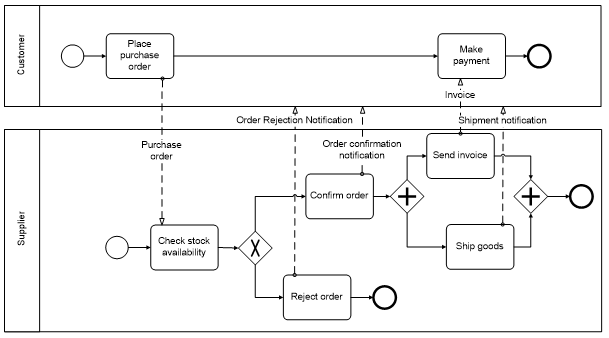 Customer
Place
purchase
order
Make
payment
Invoice
Order Rejection Notification
Shipment notification
Purchase
order
Order confirmation
notification
Send invoice
Supplier
Confirm order
Check stock
availability
X
Ship goods
Reject order